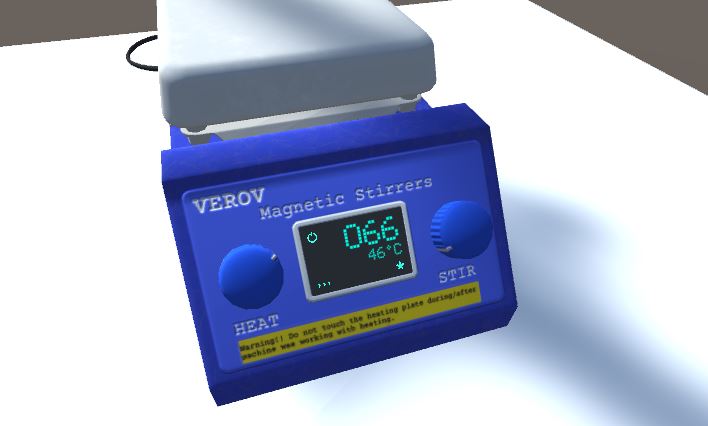 VEROV
Magnetic Stirrers
066
46°C
HEAT
STIR
Warning!! Do not touch the heating plate during/after
machine was working with heating.